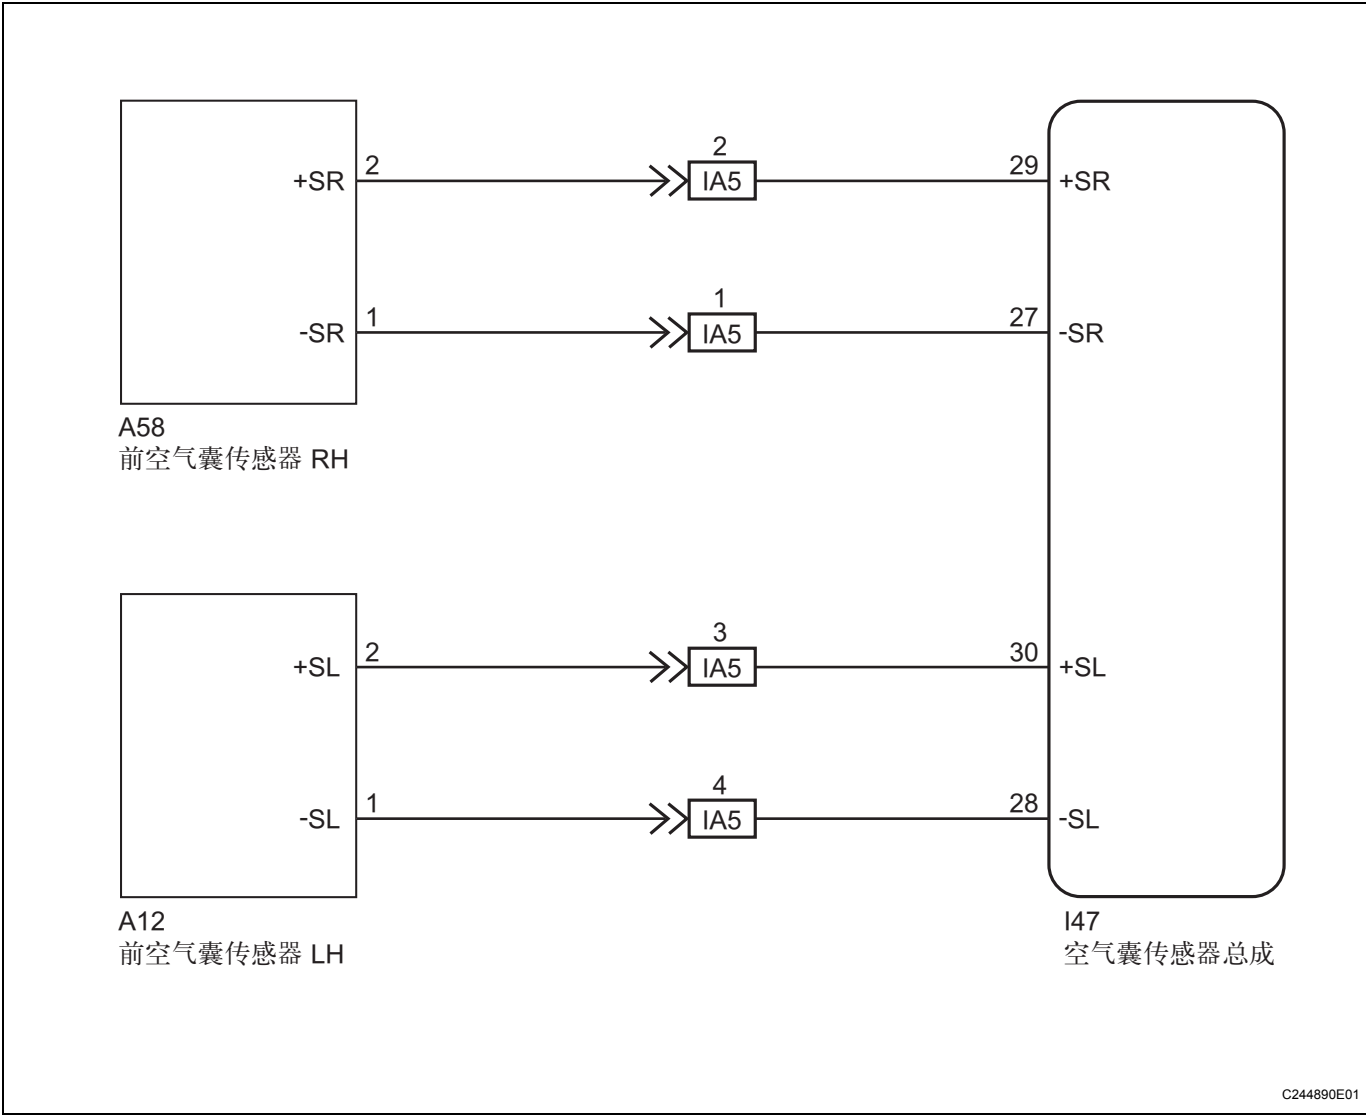 2
+SR 2 IA5 29 +SR
1
-SR 1 IA5 27 -SR
A58
前空气囊传感器 RH
3
+SL 2 IA5 30 +SL
4
-SL 1 IA5 28 -SL
A12
前空气囊传感器 LH
I47
空气囊传感器总成
C244890E01